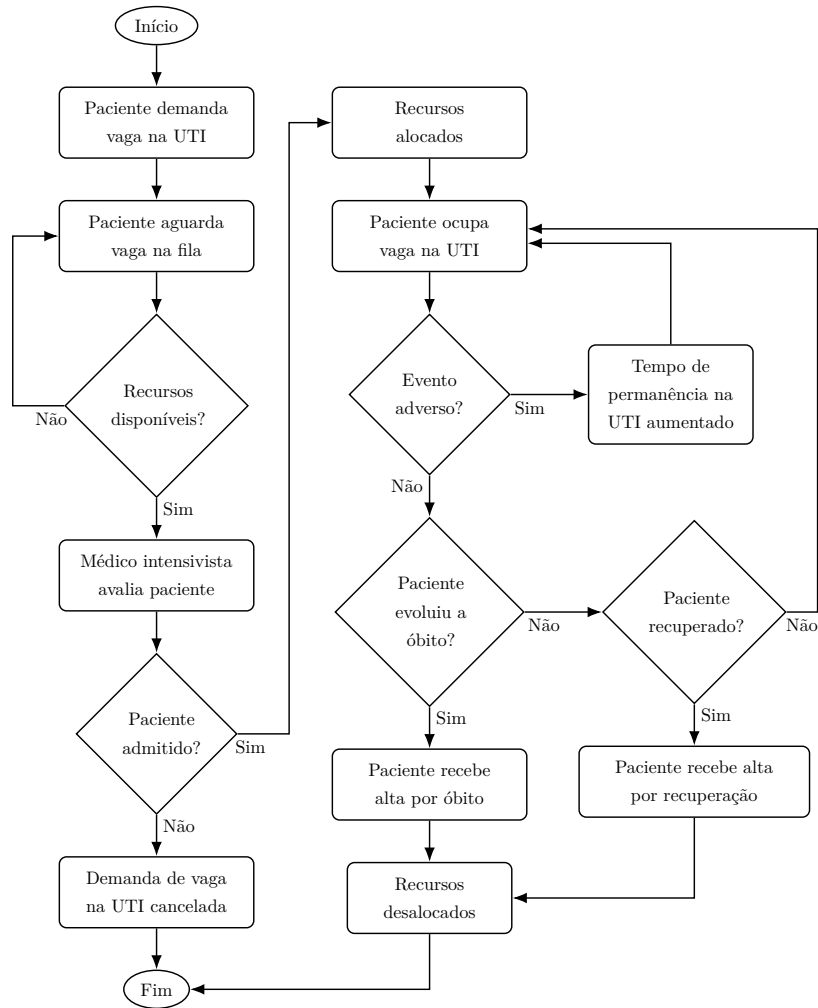 Início
Paciente demanda
vaga na UTI
Paciente aguarda
vaga na fila
Recursos
disponíveis?
Não
Sim
Médico intensivista
avalia paciente
Paciente
admitido?
Sim
Não
Demanda de vaga
na UTI cancelada
Fim
Recursos
alocados
Paciente ocupa
vaga na UTI
Evento
adverso?
Sim
Tempo de
permanência na
UTI aumentado
Não
Paciente
evoluiu a
óbito?
Não
Paciente
recuperado?
Não
Sim
Sim
Paciente recebe
alta por óbito
Paciente recebe alta
por recuperação
Recursos
desalocados